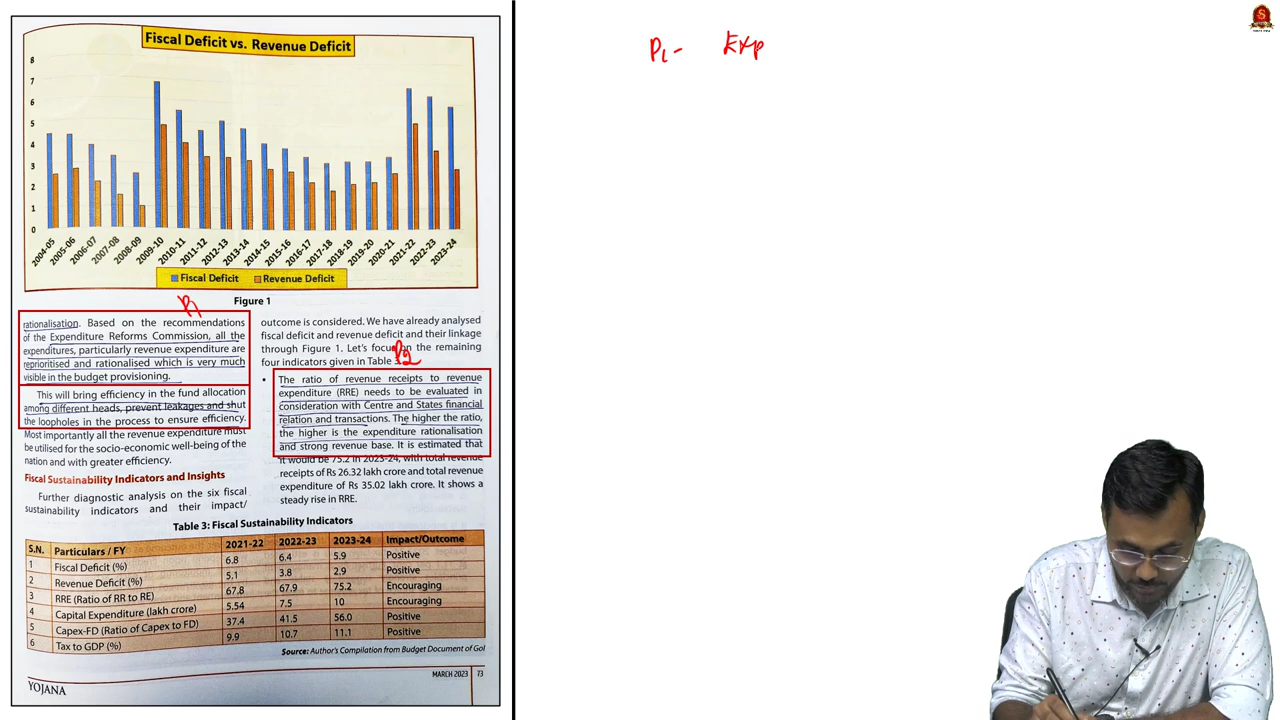 Fiscal Deficit vs. Revenue Deficit
8
7
6
5
4
3
2
1
0
2004-05
2005-06
2006-07
2007-08
2008-09
2009-10
2010-11
2011-12
2012-13
2013-14
2014-15
2015-16
2016-17
2017-18
2018-19
2019-20
2020-21
2021-22
2022-23
2023-24
Fiscal Deficit Revenue Deficit
Figure 1
P1
rationalisation. Based on the recommendations
of the Expenditure Reforms Commission, all the
expenditures, particularly revenue expenditure are
reprioritised and rationalised which is very much
visible in the budget provisioning.
This will bring efficiency in the fund allocation
among different heads, prevent leakages and shut
the loopholes in the process to ensure efficiency.
Most importantly all the revenue expenditure must
be utilised for the socio-economic well-being of the
nation and with greater efficiency.
Fiscal Sustainability Indicators and Insights
Further diagnostic analysis on the six fiscal
sustainability indicators and their impact/
outcome is considered. We have already analysed
fiscal deficit and revenue deficit and their linkage
through Figure 1. Let's focus on the remaining
four indicators given in Table
P2
• The ratio of revenue receipts to revenue
expenditure (RRE) needs to be evaluated in
consideration with Centre and States financial
relation and transactions. The higher the ratio,
the higher is the expenditure rationalisation
and strong revenue base. It is estimated that
it would be 75.2 in 2023-24, with total revenue
receipts of Rs 26.32 lakh crore and total revenue
expenditure of Rs 35.02 lakh crore. It shows a
steady rise in RRE.
Table 3: Fiscal Sustainability Indicators
S.N. Particulars / FY 2021-22 2022-23 2023-24 Impact/Outcome
1 Fiscal Deficit (%) 6.8 6.4 5.9 Positive
2 Revenue Deficit (%) 5.1 3.8 2.9 Positive
3 RRE (Ratio of RR to RE) 67.8 67.9 75.2 Encouraging
4 Capital Expenditure (lakh crore) 5.54 7.5 10 Encouraging
5 Capex-FD (Ratio of Capex to FD) 37.4 41.5 56.0 Positive
6 Tax to GDP (%) 9.9 10.7 11.1 Positive
Source: Author's Compilation from Budget Document of GoI
YOJANA MARCH 2023 73
P1- Exp
S